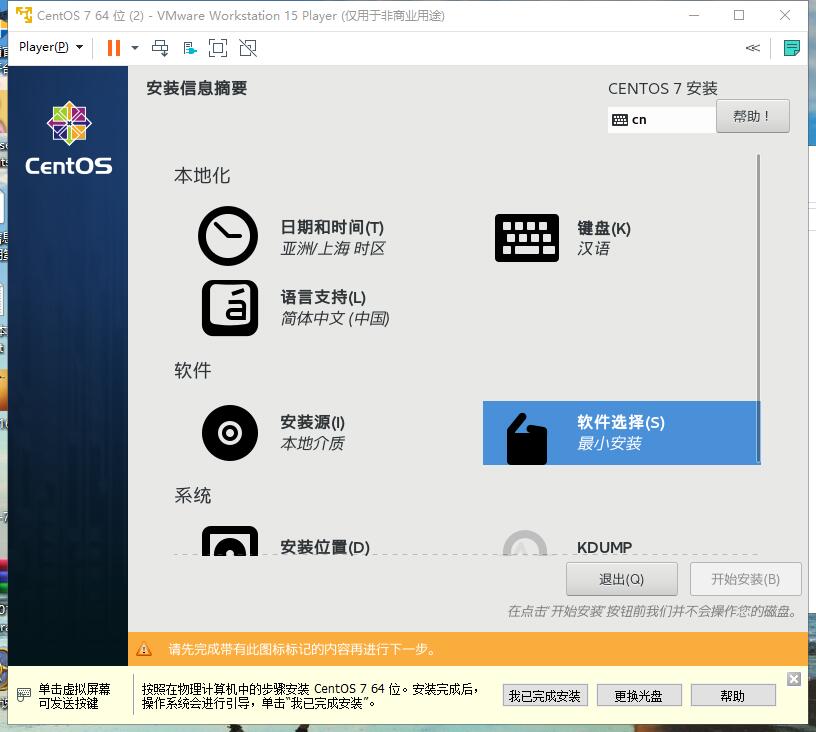 CentOS 7 64 位 (2) - VMware Workstation 15 Player (仅用于非商业用途)
Player(P)
安装信息摘要
CENTOS 7 安装
cn
帮助！
CentOS
本地化
日期和时间(T)
亚洲/上海 时区
键盘(K)
汉语
语言支持(L)
简体中文 (中国)
软件
安装源(I)
本地介质
软件选择(S)
最小安装
系统
安装位置(D)
KDUMP
退出(Q)
开始安装(B)
在点击"开始安装"按钮前我们并不会操作您的磁盘。
请先完成带有此图标标记的内容再进行下一步。
单击虚拟屏幕
可发送按键
按照在物理计算机中的步骤安装 CentOS 7 64 位。安装完成后，
操作系统会进行引导，单击"我已完成安装"。
我已完成安装
更换光盘
帮助